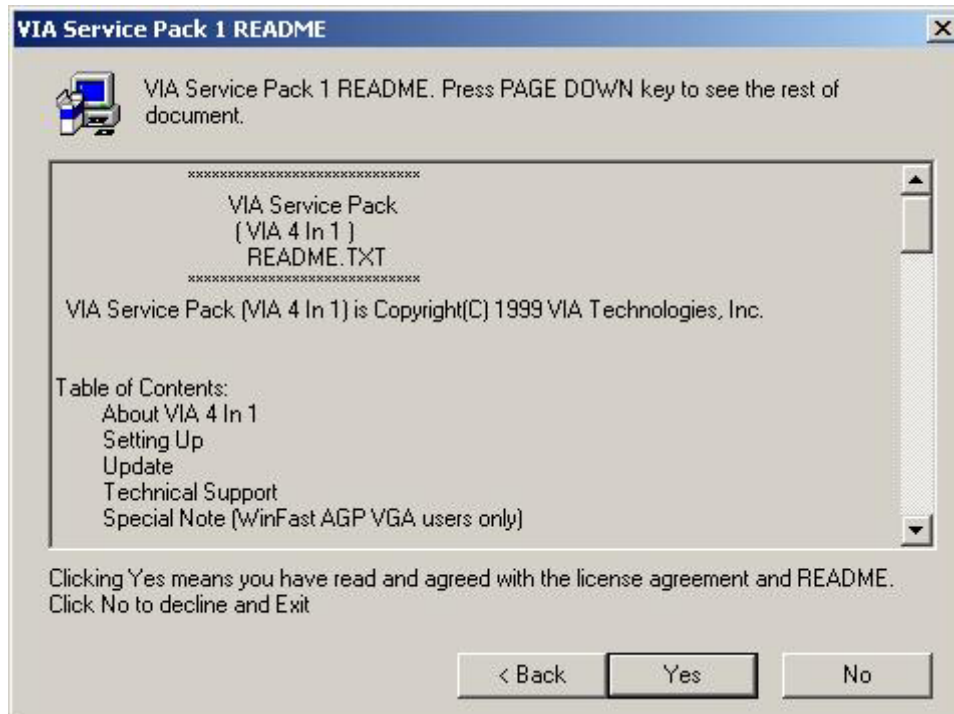 VIA Service Pack 1 README
VIA Service Pack 1 README. Press PAGE DOWN key to see the rest of
document.
*****************************
VIA Service Pack
( VIA 4 In 1 )
README.TXT
*****************************
VIA Service Pack (VIA 4 In 1) is Copyright(C) 1999 VIA Technologies, Inc.
Table of Contents:
About VIA 4 In 1
Setting Up
Update
Technical Support
Special Note (WinFast AGP VGA users only)
Clicking Yes means you have read and agreed with the license agreement and README.
Click No to decline and Exit
< Back
Yes
No